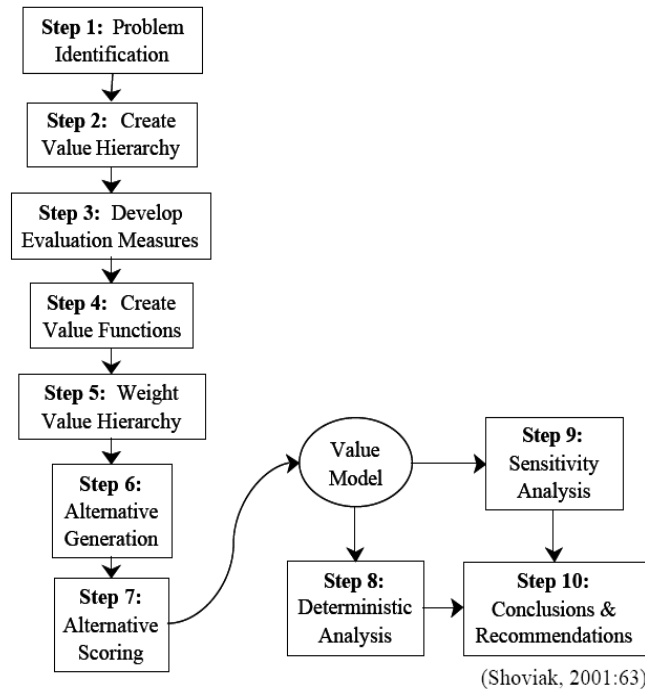 Step 1: Problem
Identification
Step 2: Create
Value Hierarchy
Step 3: Develop
Evaluation Measures
Step 4: Create
Value Functions
Step 5: Weight
Value Hierarchy
Step 6:
Alternative
Generation
Step 7:
Alternative
Scoring
Value
Model
Step 8:
Deterministic
Analysis
Step 9:
Sensitivity
Analysis
Step 10:
Conclusions &
Recommendations
(Shoviak, 2001:63)